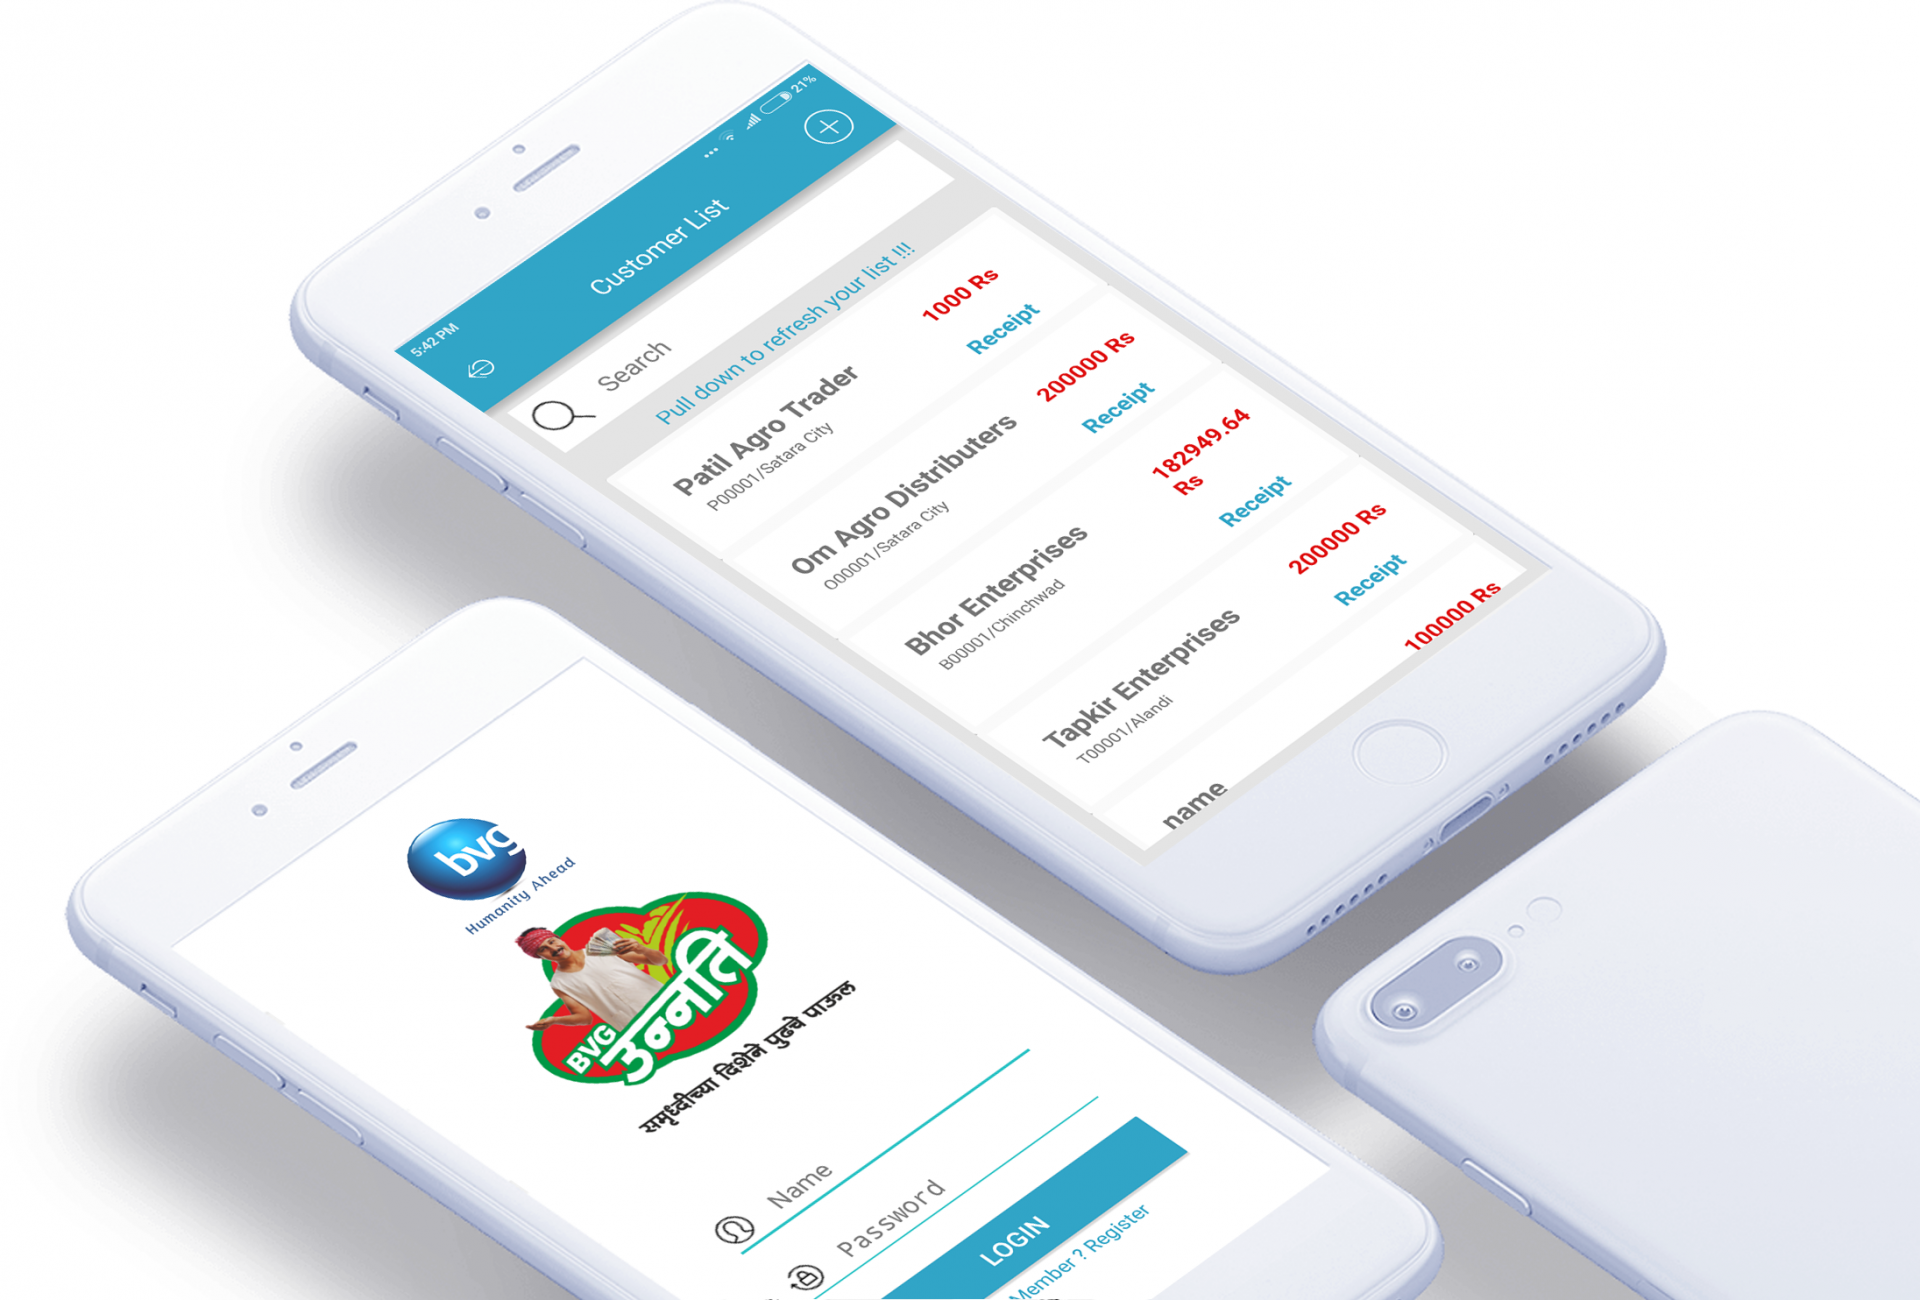 5:42 PM
21%
Customer List
Search
Pull down to refresh your list !!!
Patil Agro Trader
P00001/Satara City
1000 Rs
Receipt
Om Agro Distributers
O00001/Satara City
200000 Rs
Receipt
Bhor Enterprises
B00001/Chinchwad
182949.64
Rs
Receipt
Tapkir Enterprises
T00001/Alandi
200000 Rs
Receipt
name
100000 Rs
bvg
Humanity Ahead
BVG
उन्नति
समृध्दीच्या दिशेने पुढचे पाऊल
Name
Password
LOGIN
Member ? Register